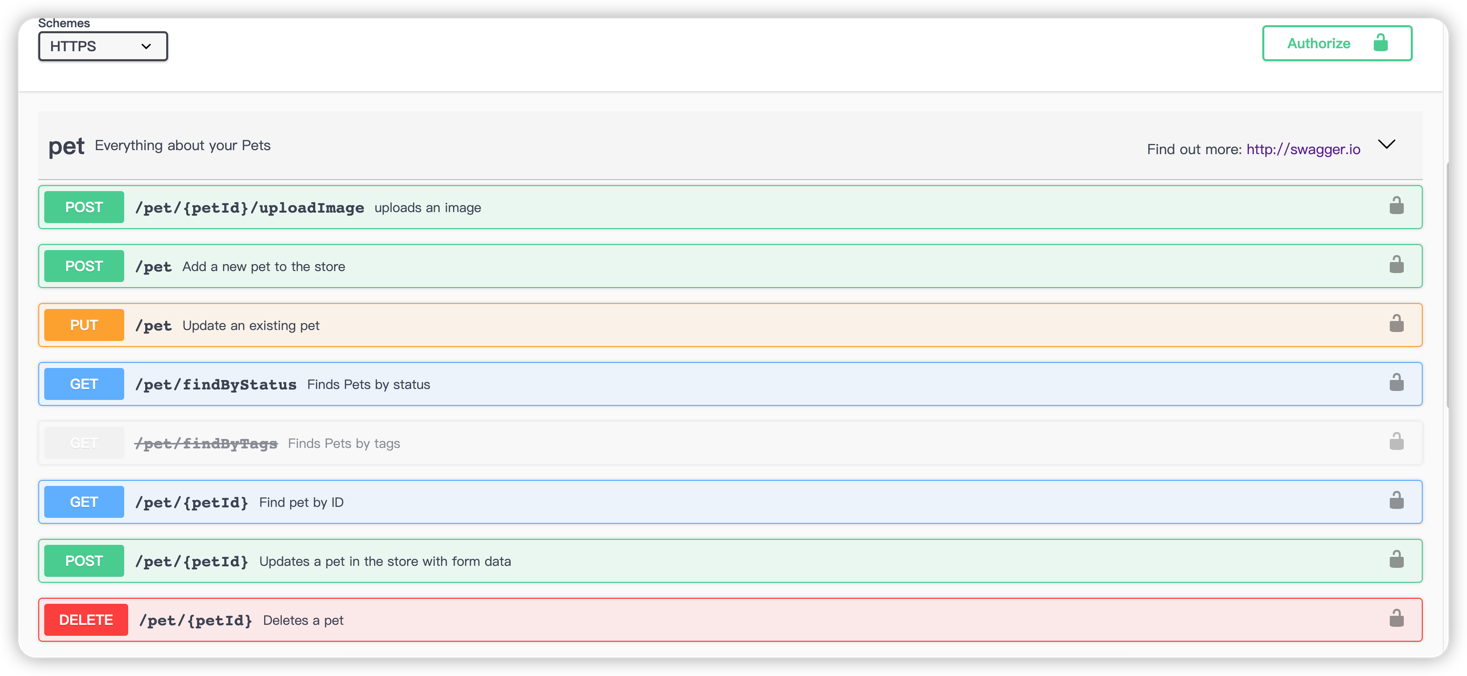 Schemes
HTTPS
Authorize
pet Everything about your Pets
Find out more: http://swagger.io
POST /pet/{petId}/uploadImage uploads an image
POST /pet Add a new pet to the store
PUT /pet Update an existing pet
GET /pet/findByStatus Finds Pets by status
GET /pet/findByTags Finds Pets by tags
GET /pet/{petId} Find pet by ID
POST /pet/{petId} Updates a pet in the store with form data
DELETE /pet/{petId} Deletes a pet